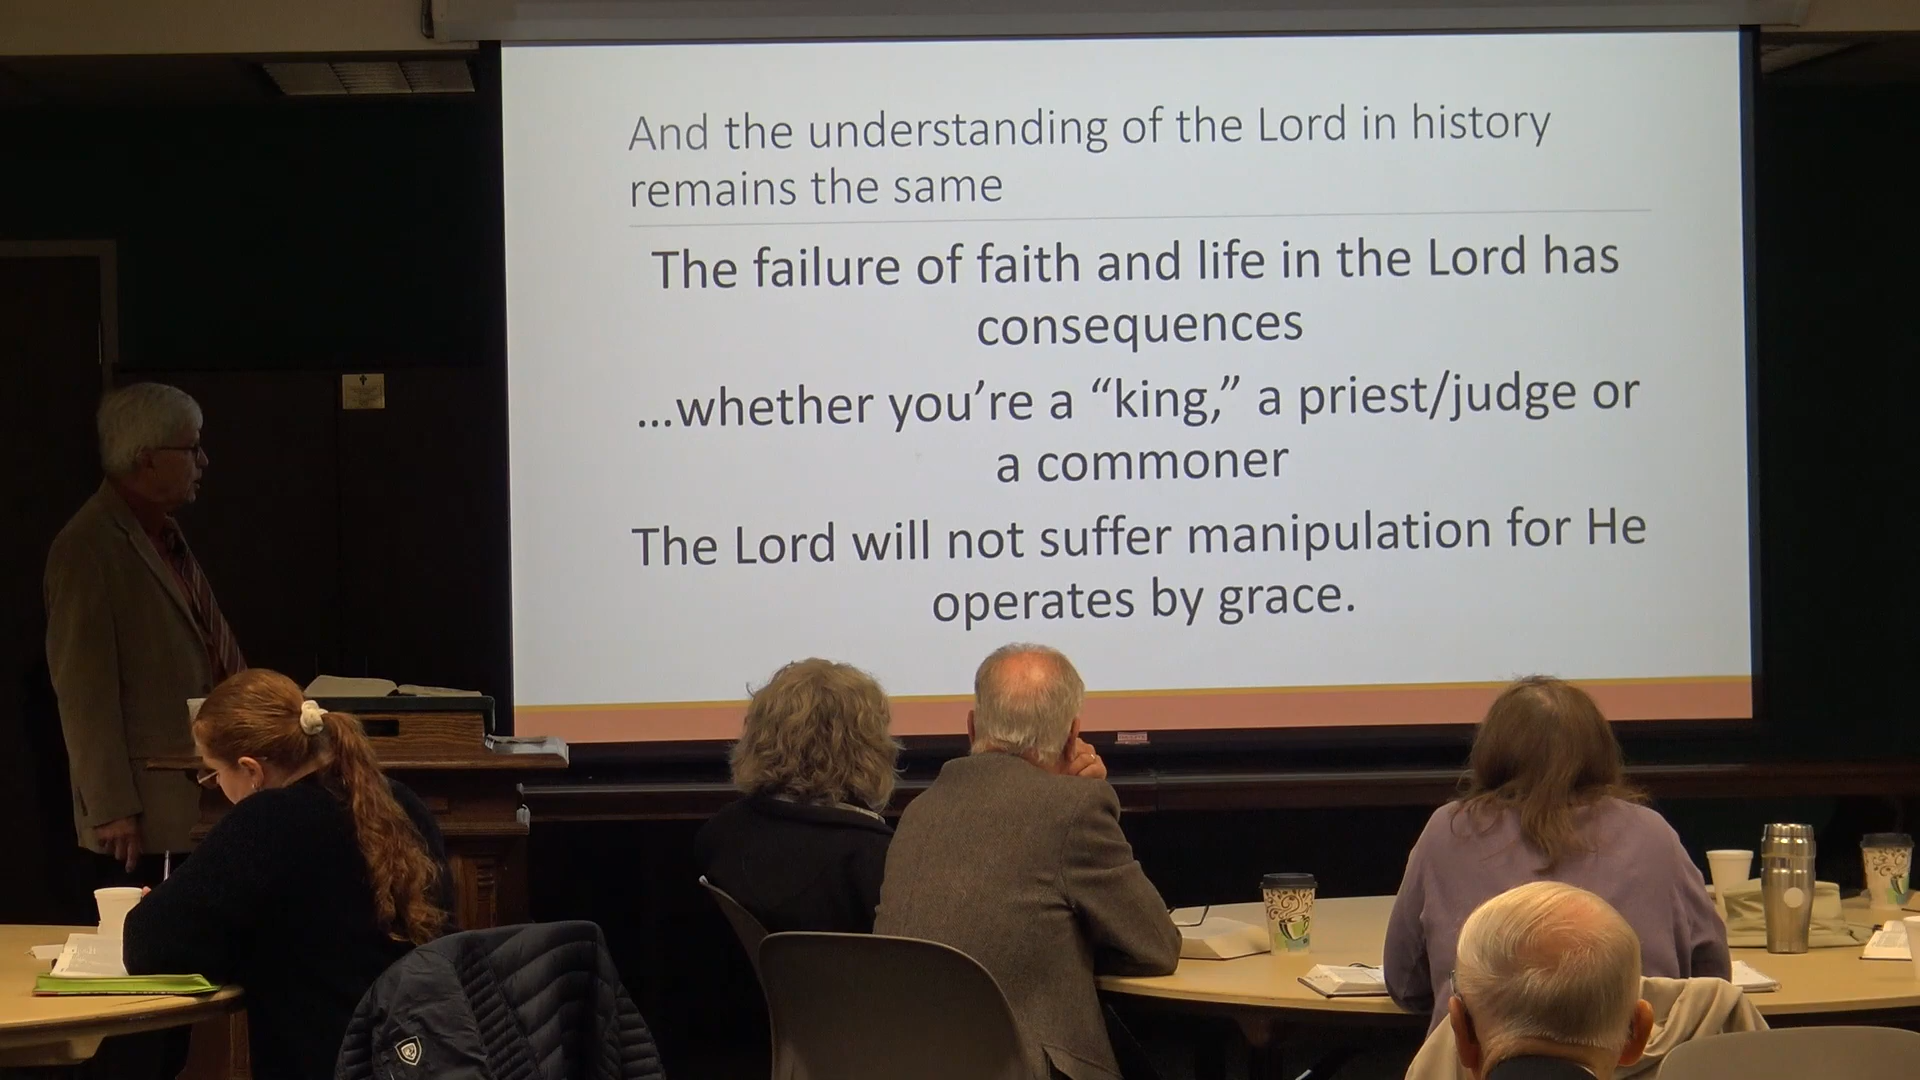 And the understanding of the Lord in history
remains the same
The failure of faith and life in the Lord has
consequences
...whether you're a “king,” a priest/judge or
a commoner
The Lord will not suffer manipulation for He
operates by grace.